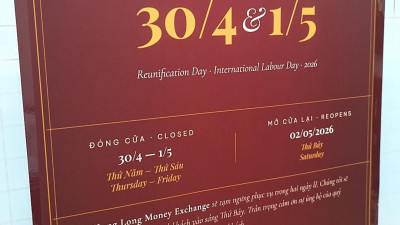 30/4 & 1/5
Reunification Day · International Labour Day · 2026
ĐÓNG CỬA · CLOSED
30/4 — 1/5
Thứ Năm – Thứ Sáu
Thursday – Friday
MỞ CỬA LẠI · REOPENS
02/05/2026
Thứ Bảy
Saturday
Long Money Exchange sẽ tạm ngưng phục vụ trong hai ngày lễ. Chúng tôi sẽ
khách vào sáng Thứ Bảy. Trân trọng cảm ơn sự ủng hộ của quý